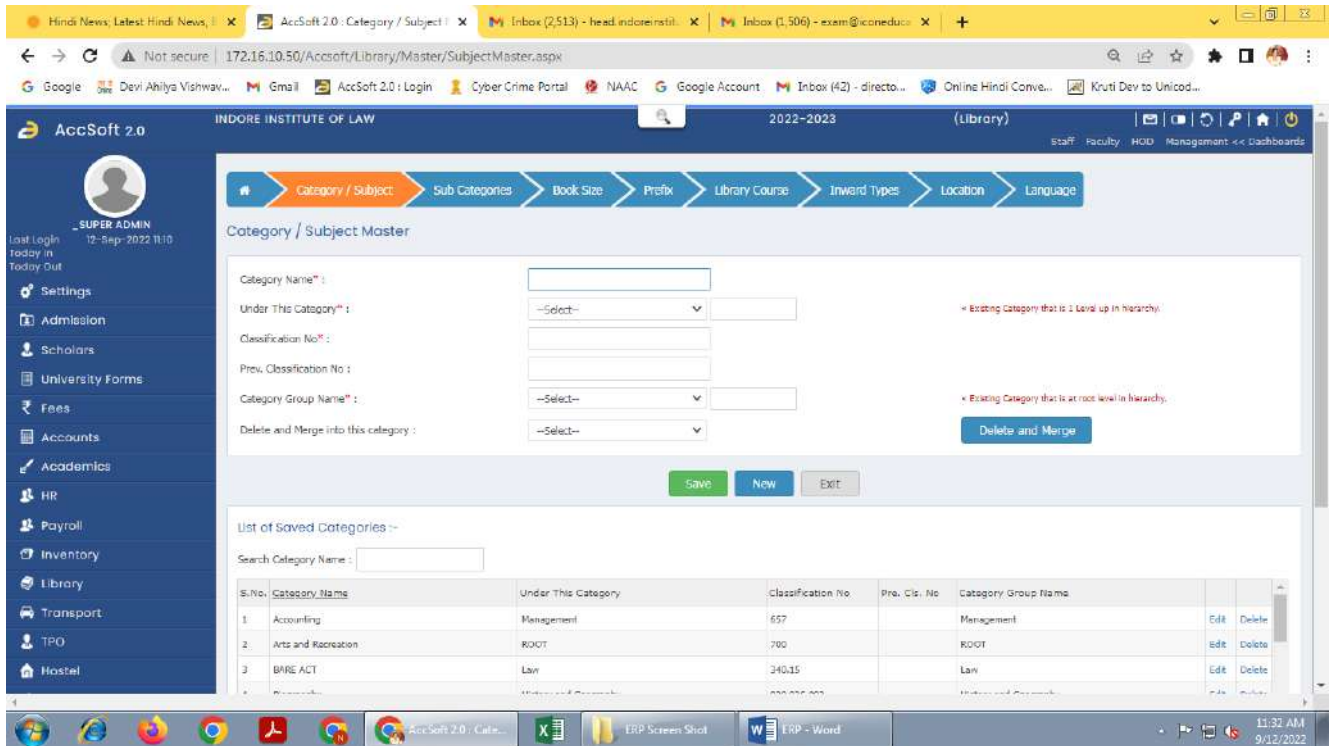 Hindi News; Latest Hindi News, AccSoft 2.0 : Category / Subject Inbox (2,513) - head.indoreinstit Inbox (1,506) - exam@iconeduca
Not secure 172.16.10.50/Accsoft/Library/Master/SubjectMaster.aspx
Google Devi Ahilya Vishwav... Gmail AccSoft 2.0 : Login Cyber Crime Portal NAAC Google Account Inbox (42) - directo... Online Hindi Conve... Kruti Dev to Unicod...
AccSoft 2.0 INDORE INSTITUTE OF LAW 2022-2023 (Library)
Staff Faculty HOD Management << Dashboards
Category / Subject Sub Categories Book Size Prefix Library Course Inward Types Location Language
_SUPER ADMIN
Last Login 12-Sep-2022 11:10
Today In
Today Out
Settings
Admission
Scholars
University Forms
₹ Fees
Accounts
Academics
HR
Payroll
Inventory
Library
Transport
TPO
Hostel
Category / Subject Master
Category Name* :
Under This Category* : --Select-- < Existing Category that is 1 Level up in hierarchy.
Classification No* :
Prev. Classification No :
Category Group Name* : --Select-- < Existing Category that is at root level in hierarchy.
Delete and Merge into this category : --Select-- Delete and Merge
Save New Exit
List of Saved Categories :-
Search Category Name :
S.No. Category Name Under This Category Classification No Pre. Cls. No Category Group Name
1 Accounting Management 657 Management Edit Delete
2 Arts and Recreation ROOT 700 ROOT Edit Delete
3 BARE ACT Law 340.15 Law Edit Delete
AccSoft 2.0 : Cate... ERP Screen Shot ERP - Word
11:32 AM
9/12/2022